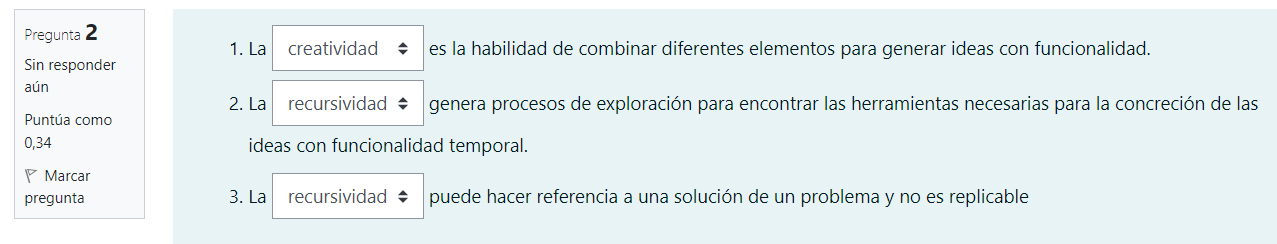 Pregunta 2
Sin responder
aún
Puntúa como
0,34
Marcar
pregunta
1. La creatividad es la habilidad de combinar diferentes elementos para generar ideas con funcionalidad.
2. La recursividad genera procesos de exploración para encontrar las herramientas necesarias para la concreción de las
ideas con funcionalidad temporal.
3. La recursividad puede hacer referencia a una solución de un problema y no es replicable